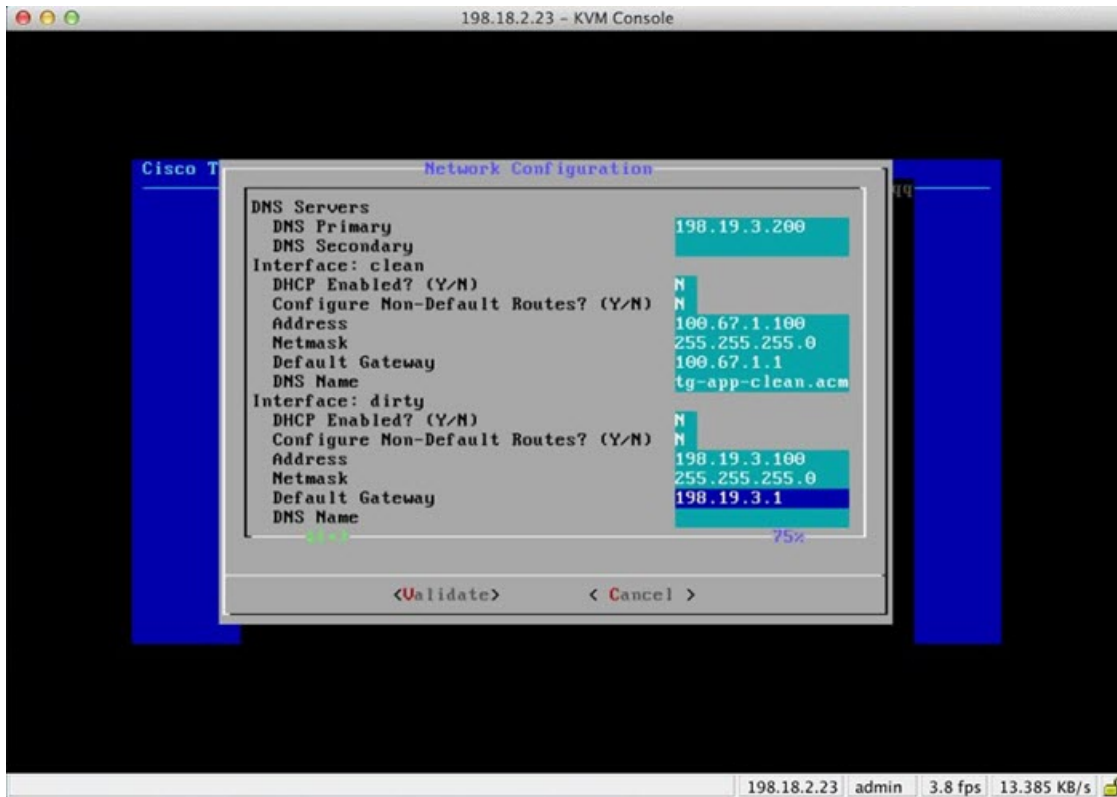 198.18.2.23 – KVM Console
Cisco T
Network Configuration
qq
DNS Servers
DNS Primary 198.19.3.200
DNS Secondary
Interface: clean
DHCP Enabled? (Y/N) N
Configure Non-Default Routes? (Y/N) N
Address 100.67.1.100
Netmask 255.255.255.0
Default Gateway 100.67.1.1
DNS Name tg-app-clean.acm
Interface: dirty
DHCP Enabled? (Y/N) N
Configure Non-Default Routes? (Y/N) N
Address 198.19.3.100
Netmask 255.255.255.0
Default Gateway 198.19.3.1
DNS Name
75%
<Validate> < Cancel >
198.18.2.23 admin 3.8 fps 13.385 KB/s